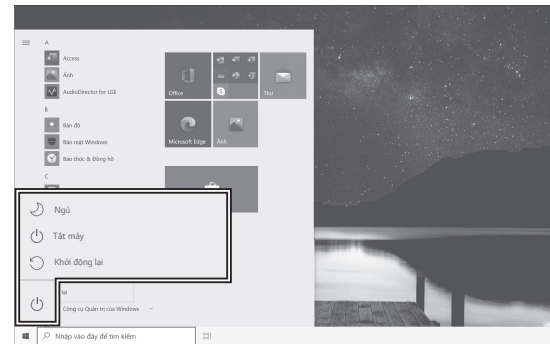 A
Access
Ảnh
AudioDirector for LGE
B
Bản đồ
Bảo mật Windows
Báo thức & Đồng hồ
C
Office
Thư
Microsoft Edge
Ảnh
Ngủ
Tắt máy
Khởi động lại
lại
Công cụ Quản trị của Windows
Nhập vào đây để tìm kiếm